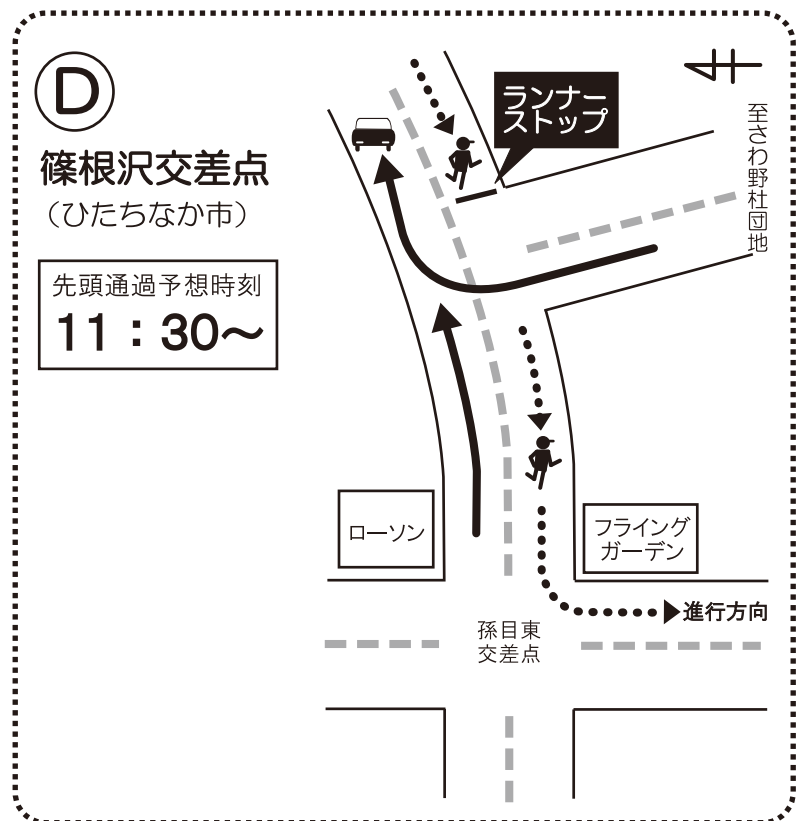 D
篠根沢交差点
（ひたちなか市）
先頭通過予想時刻
11：30～
ランナー
ストップ
至さわ野杜団地
ローソン
フライング
ガーデン
進行方向
孫目東
交差点